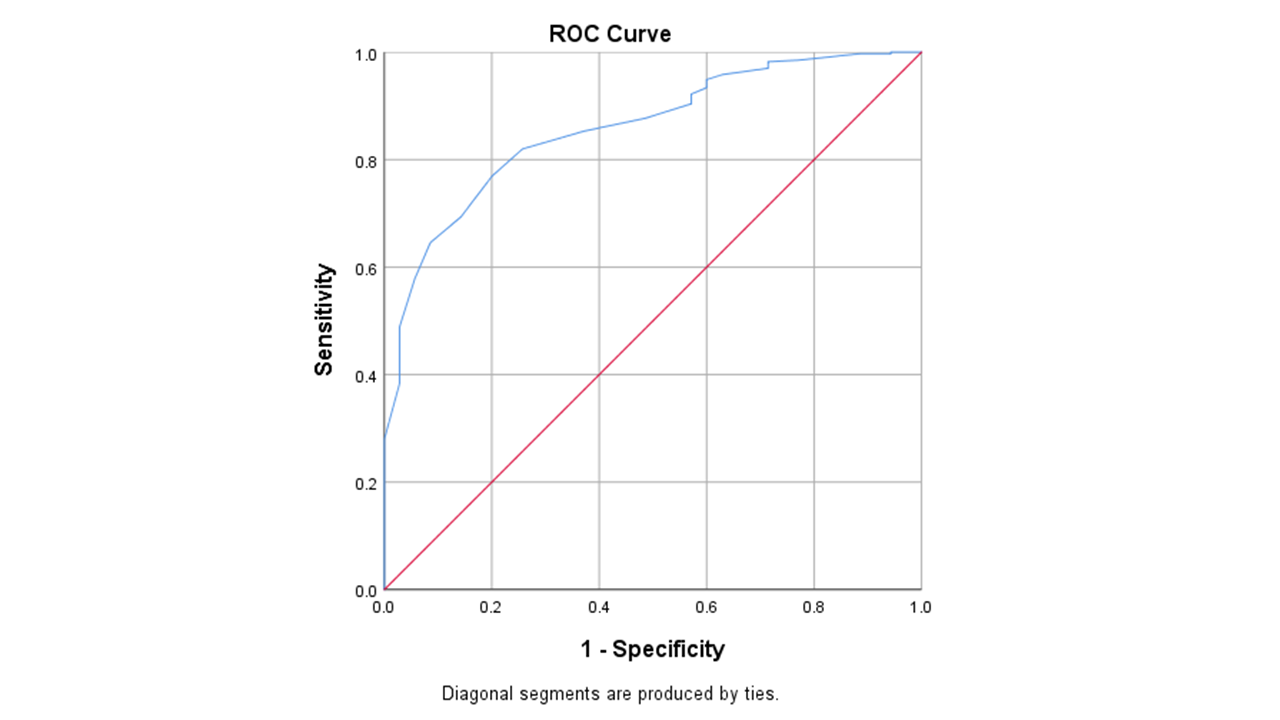 ROC Curve
1.0
0.8
0.6
0.4
0.2
0.0
Sensitivity
0.0 0.2 0.4 0.6 0.8 1.0
1 - Specificity
Diagonal segments are produced by ties.